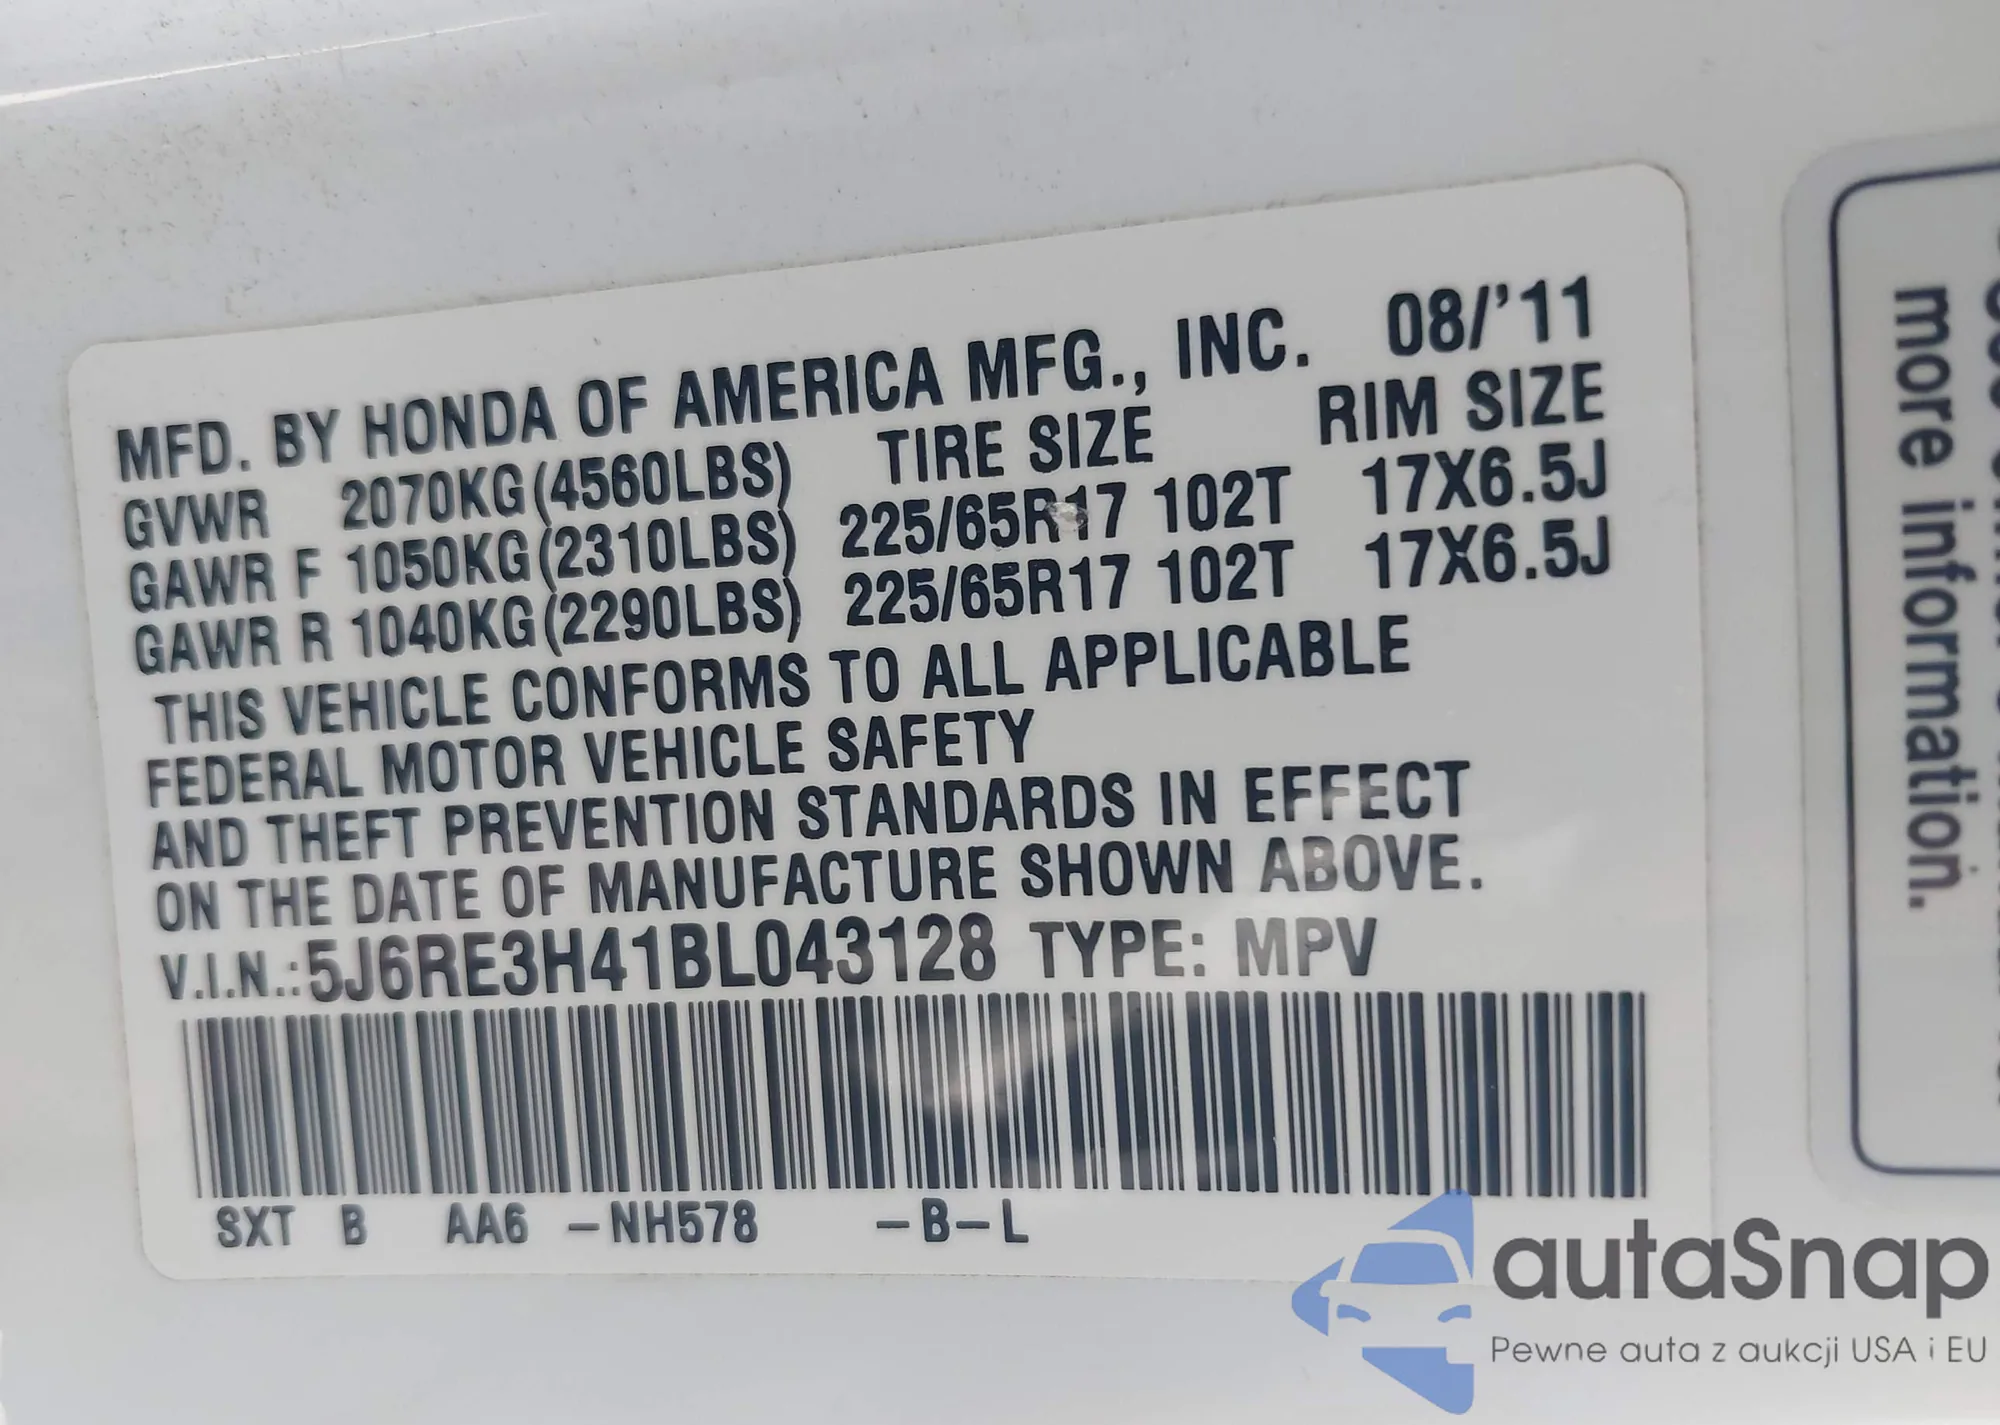 MFD. BY HONDA OF AMERICA MFG., INC. 08/'11
GVWR 2070KG(4560LBS) TIRE SIZE RIM SIZE
GAWR F 1050KG(2310LBS) 225/65R17 102T 17X6.5J
GAWR R 1040KG(2290LBS) 225/65R17 102T 17X6.5J
THIS VEHICLE CONFORMS TO ALL APPLICABLE
FEDERAL MOTOR VEHICLE SAFETY
AND THEFT PREVENTION STANDARDS IN EFFECT
ON THE DATE OF MANUFACTURE SHOWN ABOVE.
V.I.N.:5J6RE3H41BL043128 TYPE: MPV
SXT B AA6 –NH578 –B–L
more information.
autaSnap
Pewne auta z aukcji USA i EU